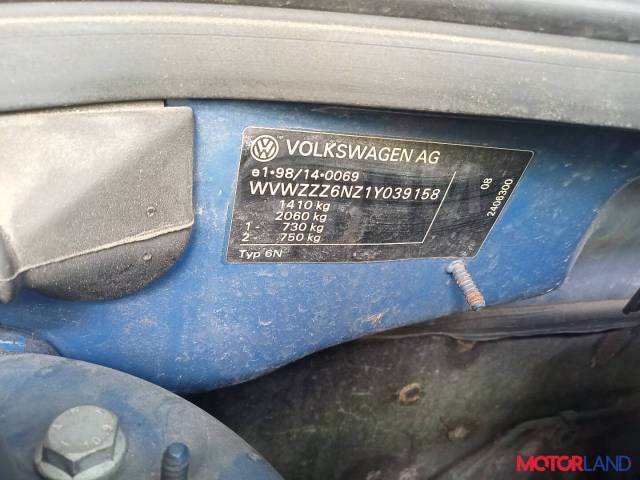 VOLKSWAGEN AG
e1*98/14*0069
WVWZZZ6NZ1Y039158
1410 kg
2060 kg
1 - 730 kg
2 - 750 kg
Typ 6N
08
2406300
MOTORLAND